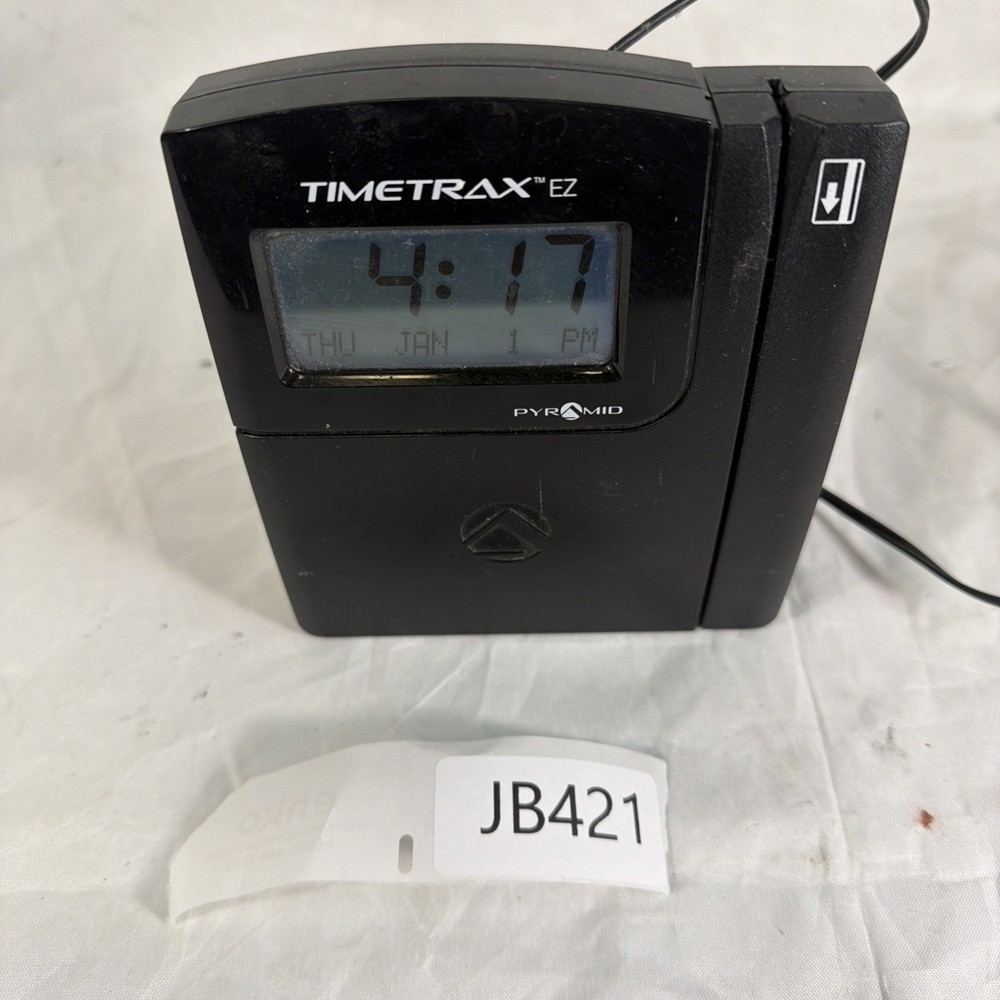 TIMETRAX™ EZ
4:17
THU JAN 1 PM
PYRAMID
JB421